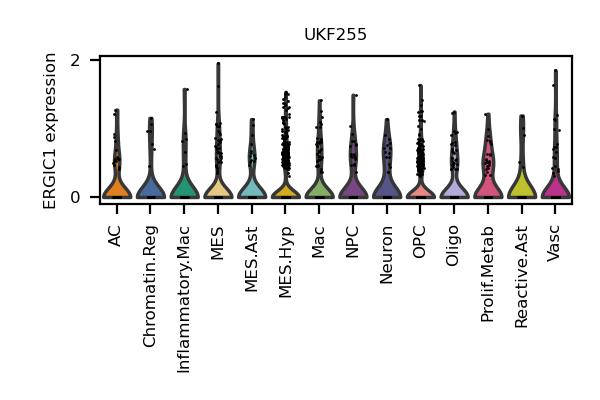 UKF255
ERGIC1 expression
2
0
AC
Chromatin.Reg
Inflammatory.Mac
MES
MES.Ast
MES.Hyp
Mac
NPC
Neuron
OPC
Oligo
Prolif.Metab
Reactive.Ast
Vasc